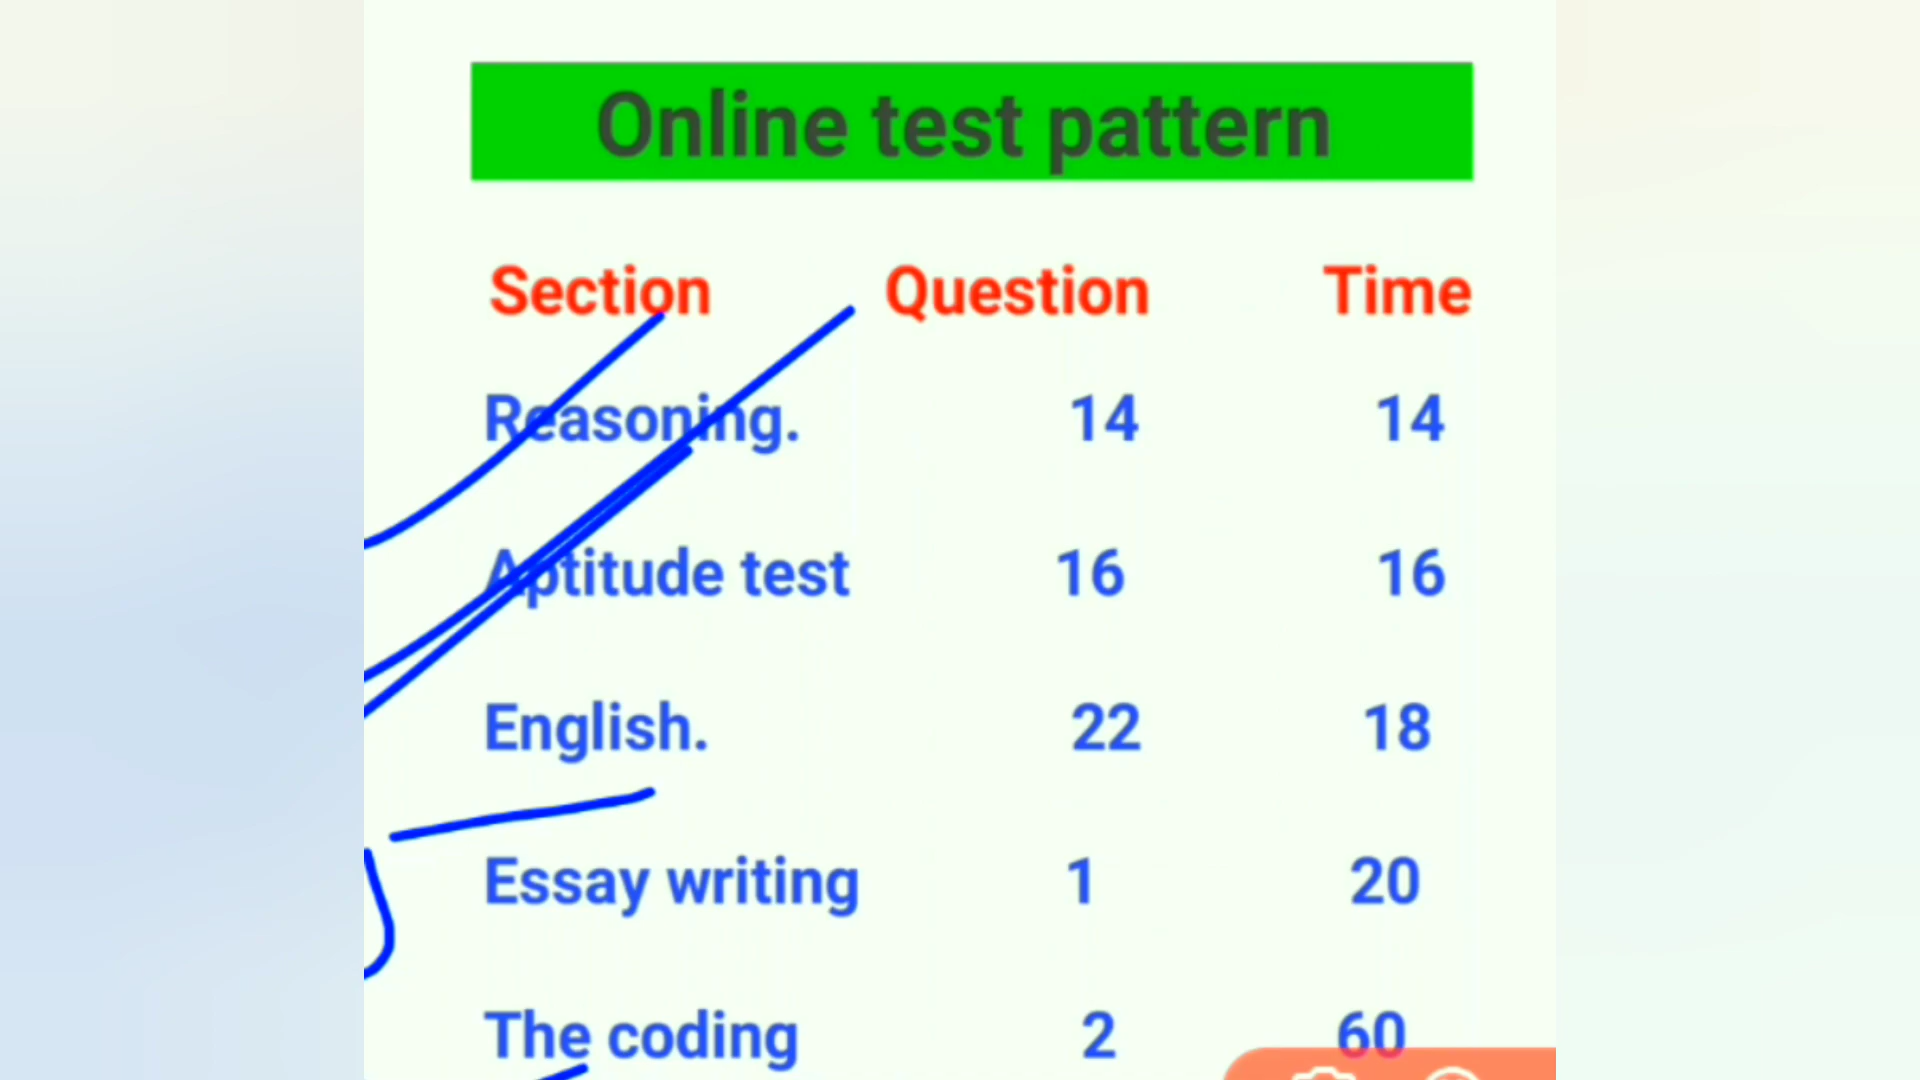 Online test pattern
Section Question Time
Reasoning. 14 14
Aptitude test 16 16
English. 22 18
Essay writing 1 20
The coding 2 60